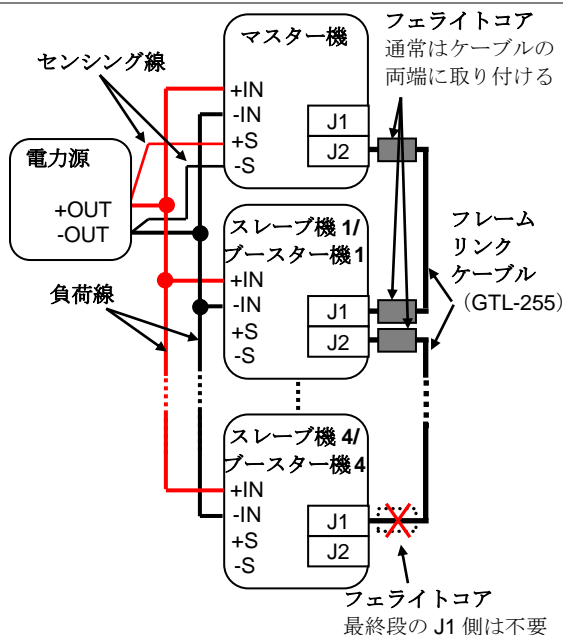 マスター機
フェライトコア
通常はケーブルの
両端に取り付ける
センシング線
+IN
-IN
+S
-S
J1
J2
電力源
+OUT
-OUT
スレーブ機 1/
ブースター機 1
+IN
-IN
+S
-S
J1
J2
フレーム
リンク
ケーブル
（GTL-255）
負荷線
スレーブ機 4/
ブースター機 4
+IN
-IN
+S
-S
J1
J2
フェライトコア
最終段の J1 側は不要